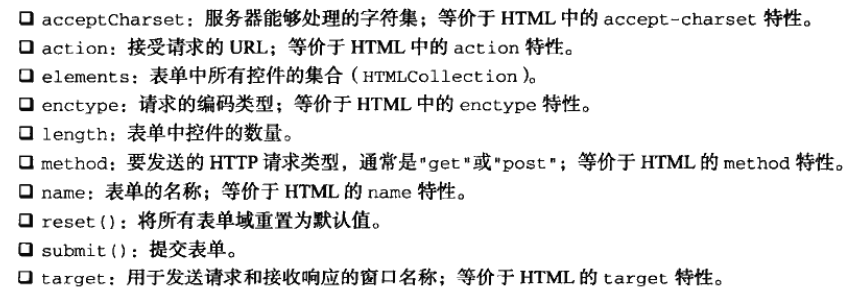 ❑ acceptCharset：服务器能够处理的字符集；等价于 HTML 中的 accept-charset 特性。
❑ action：接受请求的 URL；等价于 HTML 中的 action 特性。
❑ elements：表单中所有控件的集合（HTMLCollection）。
❑ enctype：请求的编码类型；等价于 HTML 中的 enctype 特性。
❑ length：表单中控件的数量。
❑ method：要发送的 HTTP 请求类型，通常是"get"或"post"；等价于 HTML 的 method 特性。
❑ name：表单的名称；等价于 HTML 的 name 特性。
❑ reset()：将所有表单域重置为默认值。
❑ submit()：提交表单。
❑ target：用于发送请求和接收响应的窗口名称；等价于 HTML 的 target 特性。